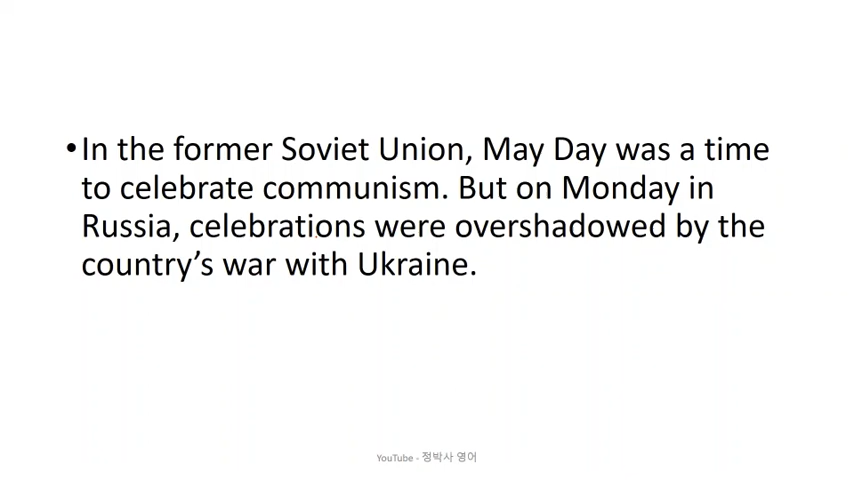 •In the former Soviet Union, May Day was a time
to celebrate communism. But on Monday in
Russia, celebrations were overshadowed by the
country’s war with Ukraine.
YouTube - 정박사 영어